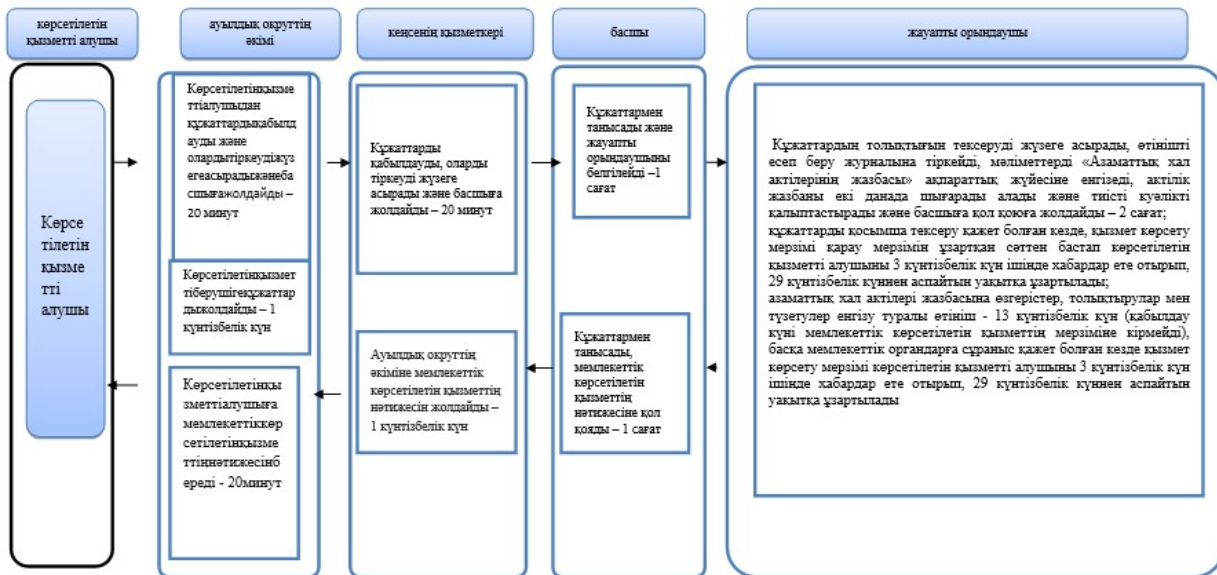 көрсетілетін
қызметті алушы
ауылдық округтің
әкімі
кеңсенің қызметкері
басшы
жауапты орындаушы
Көрсе
тілетін
қызме
тті
алушы
Көрсетілетінқызме
ттіалушыдан
құжаттардықабылд
ауды және
олардытіркеудіжүз
егеасырадыжәнеба
сшығажолдайды –
20 минут
Көрсетілетінқызмет
тіберушігеқұжаттар
дыжолдайды – 1
күнтізбелік күн
Көрсетілетінқы
зметтіалушыға
мемлекеттіккөр
сетілетінқызме
ттіңнәтижесінб
ереді - 20минут
Құжаттарды
қабылдауды, оларды
тіркеуді жүзеге
асырады және басшыға
жолдайды – 20 минут
Ауылдық округтің
әкіміне мемлекеттік
көрсетілетін қызметтің
нәтижесін жолдайды –
1 күнтізбелік күн
Құжаттармен
танысады және
жауапты
орындаушыны
белгілейді –1
сағат
Құжаттармен
танысады,
мемлекеттік
көрсетілетін
қызметтің
нәтижесіне қол
қояды – 1 сағат
Құжаттардың толықтығын тексеруді жүзеге асырады, өтінішті
есеп беру журналына тіркейді, мәліметтерді «Азаматтық хал
актілерінің жазбасы» ақпараттық жүйесіне енгізеді, актілік
жазбаны екі данада шығарады алады және тиісті куәлікті
қалыптастырады және басшыға қол қоюға жолдайды – 2 сағат;
құжаттарды қосымша тексеру қажет болған кезде, қызмет көрсету
мерзімі қарау мерзімін ұзартқан сәттен бастап көрсетілетін
қызметті алушыны 3 күнтізбелік күн ішінде хабардар ете отырып,
29 күнтізбелік күннен аспайтын уақытқа ұзартылады;
азаматтық хал актілері жазбасына өзгерістер, толықтырулар мен
түзетулер енгізу туралы өтініш - 13 күнтізбелік күн (қабылдау
күні мемлекеттік көрсетілетін қызметтің мерзіміне кірмейді),
басқа мемлекеттік органдарға сұраныс қажет болған кезде қызмет
көрсету мерзімі көрсетілетін қызметті алушыны 3 күнтізбелік күн
ішінде хабардар ете отырып, 29 күнтізбелік күннен аспайтын
уақытқа ұзартылады